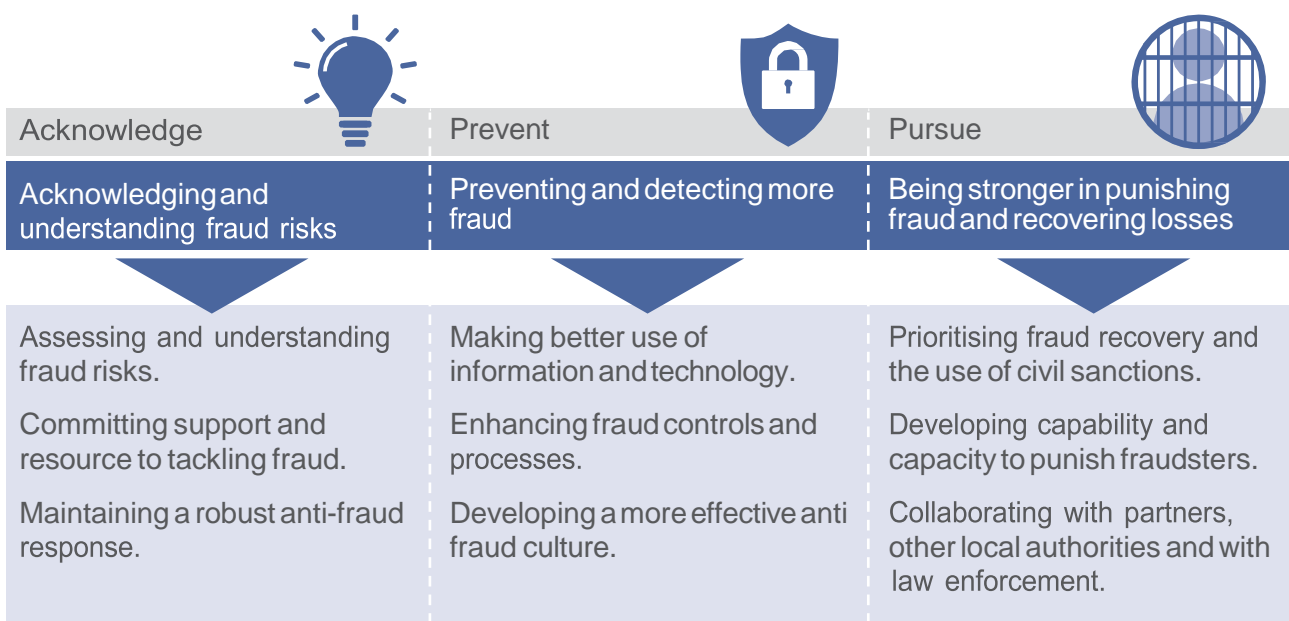 Acknowledge
Prevent
Pursue
Acknowledging and
understanding fraud risks
Preventing and detecting more
fraud
Being stronger in punishing
fraud and recovering losses
Assessing and understanding
fraud risks.
Committing support and
resource to tackling fraud.
Maintaining a robust anti-fraud
response.
Making better use of
information and technology.
Enhancing fraud controls and
processes.
Developing a more effective anti
fraud culture.
Prioritising fraud recovery and
the use of civil sanctions.
Developing capability and
capacity to punish fraudsters.
Collaborating with partners,
other local authorities and with
law enforcement.